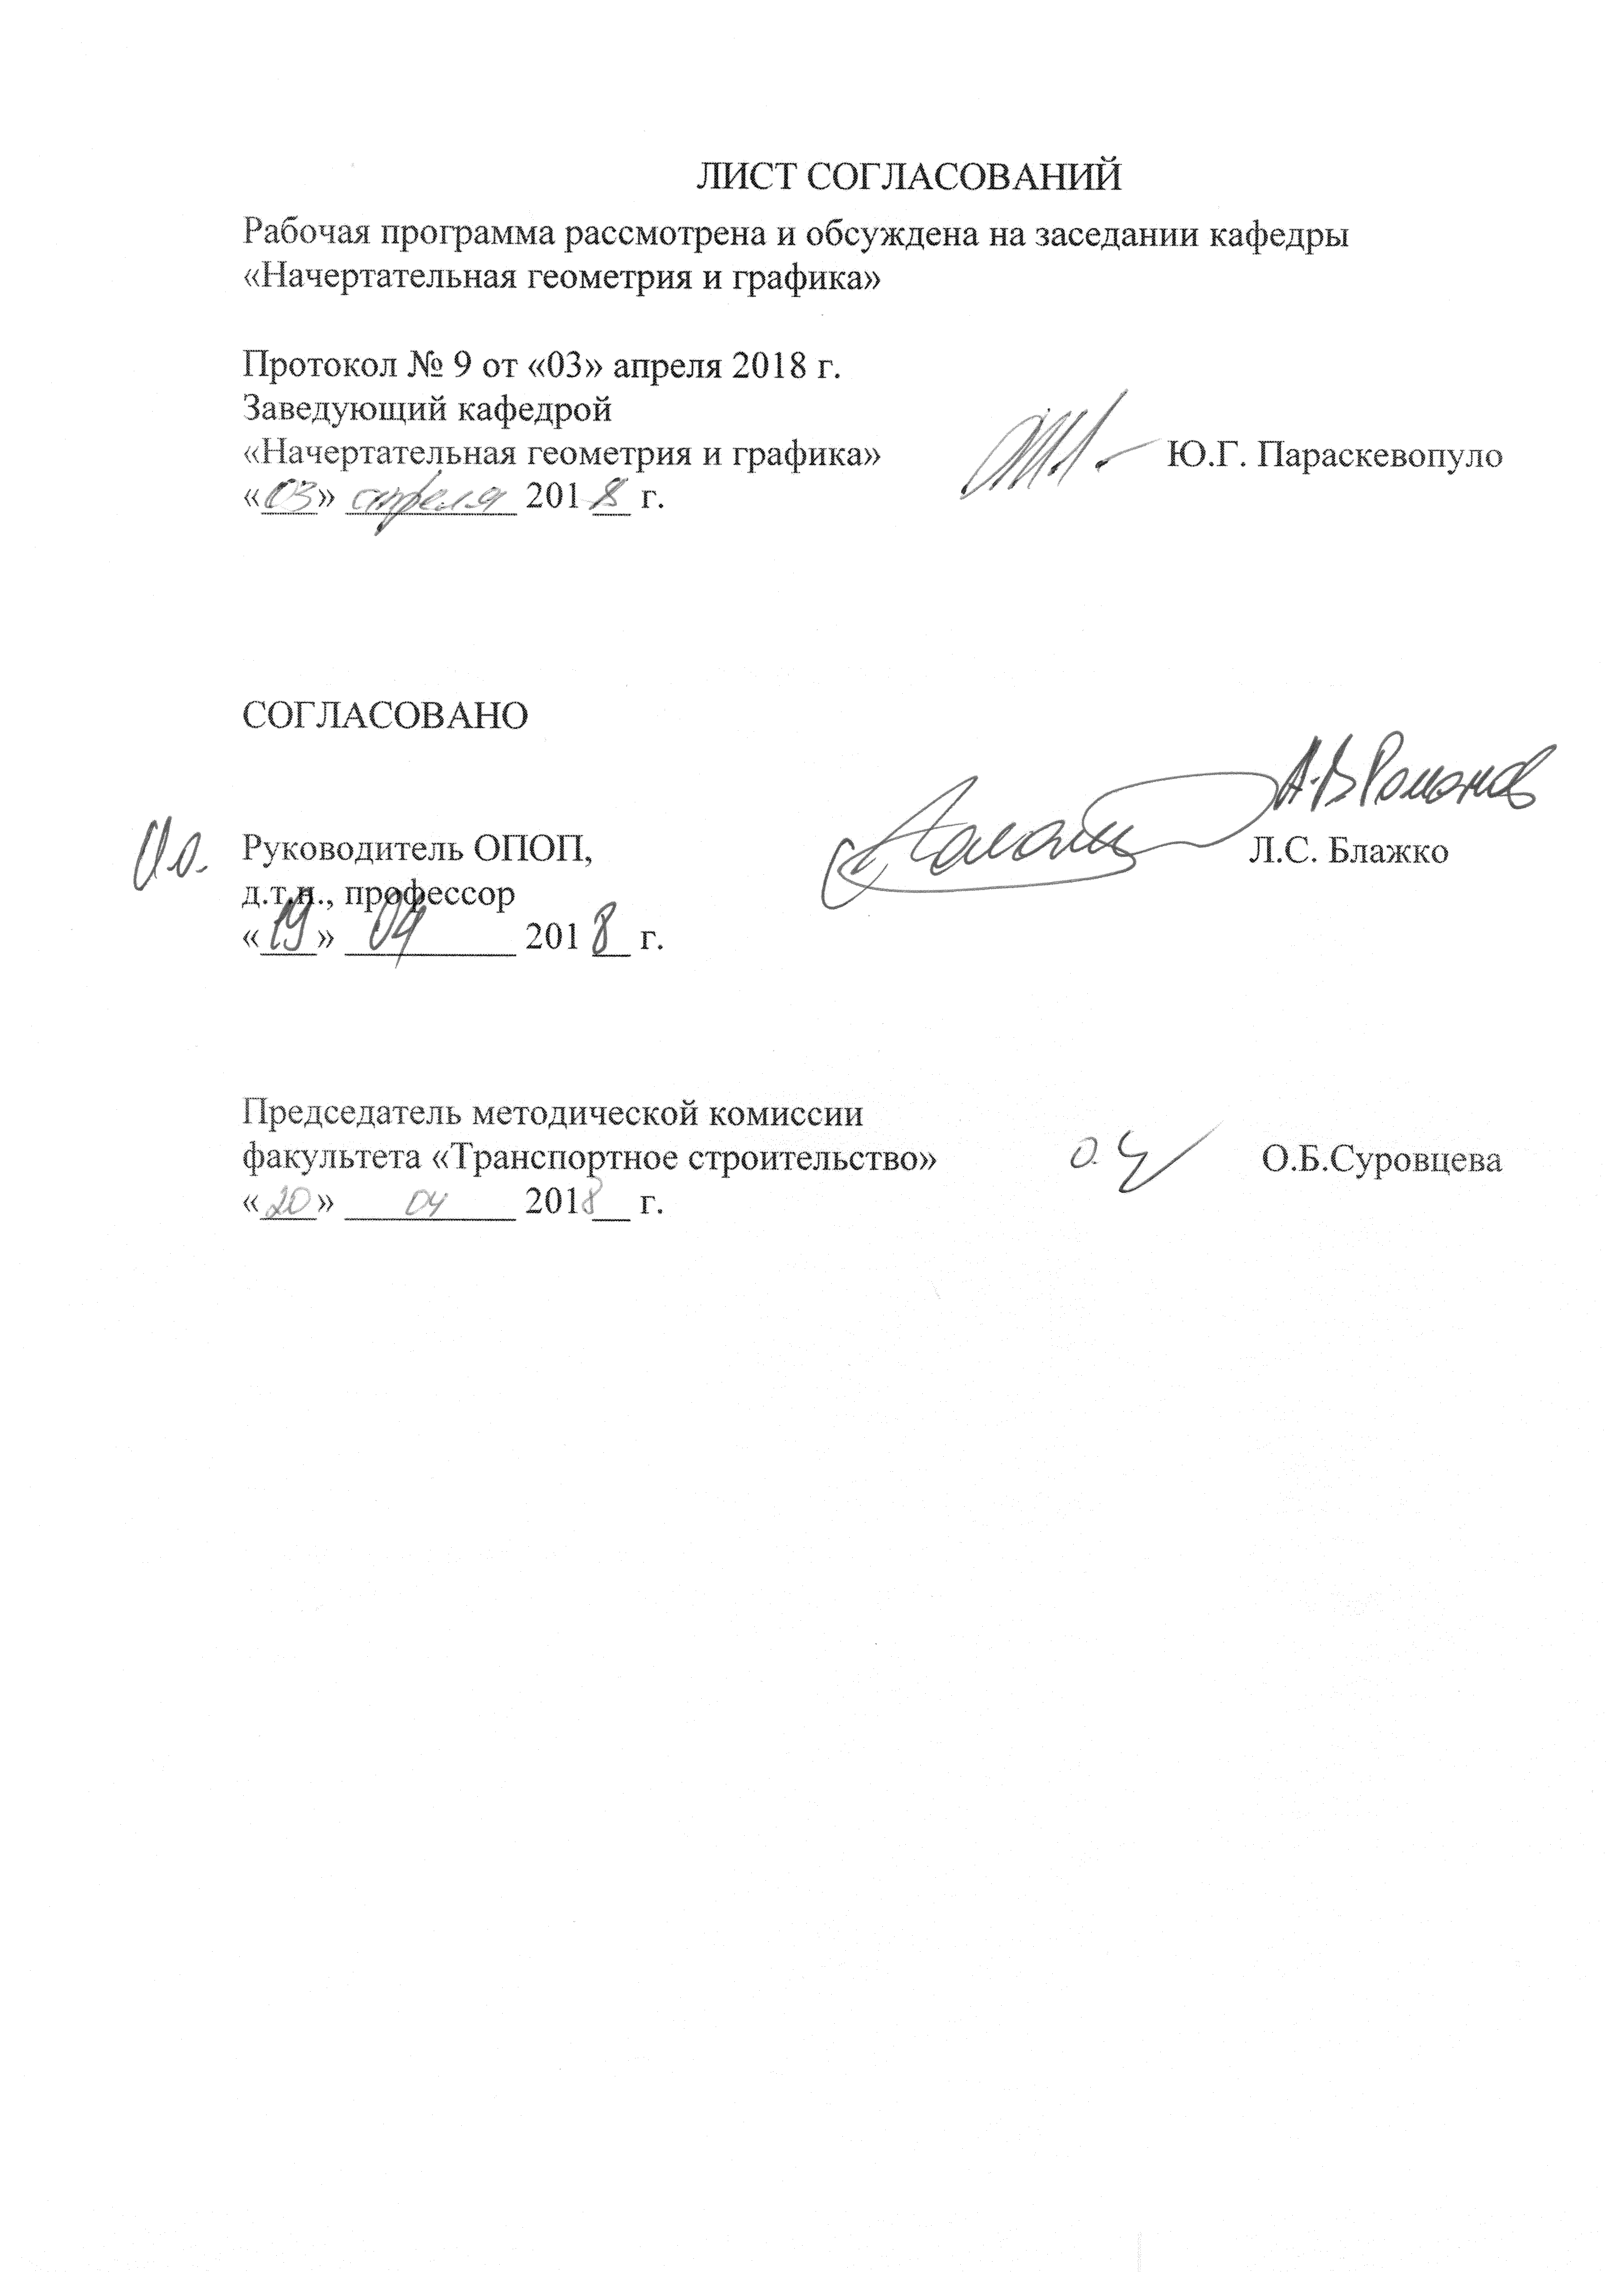 ЛИСТ СОГЛАСОВАНИЙ
Рабочая программа рассмотрена и обсуждена на заседании кафедры
«Начертательная геометрия и графика»
Протокол № 9 от «03» апреля 2018 г.
Заведующий кафедрой
«Начертательная геометрия и графика» Ю.Г. Параскевопуло
«03» апреля 2018 г.
СОГЛАСОВАНО
А.В. Романов
И.о. Руководитель ОПОП, Л.С. Блажко
д.т.н., профессор
«19» 04 2018 г.
Председатель методической комиссии
факультета «Транспортное строительство» О.Б.Суровцева
«20» 04 2018 г.